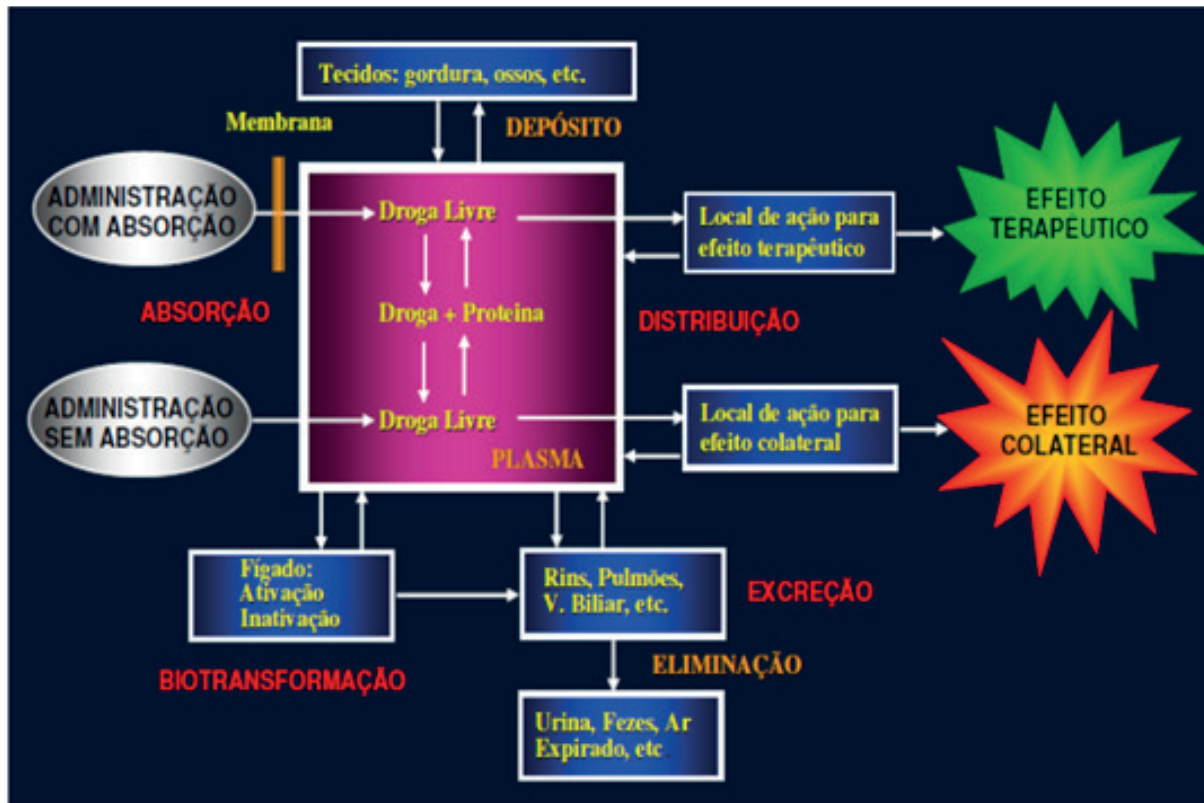 Tecidos: gordura, ossos, etc.
Membrana
DEPÓSITO
ADMINISTRAÇÃO
COM ABSORÇÃO
Droga Livre
Local de ação para
efeito terapêutico
EFEITO
TERAPEUTICO
ABSORÇÃO
Droga + Proteina
DISTRIBUIÇÃO
ADMINISTRAÇÃO
SEM ABSORÇÃO
Droga Livre
PLASMA
Local de ação para
efeito colateral
EFEITO
COLATERAL
Fígado:
Ativação
Inativação
Rins, Pulmões,
V. Biliar, etc.
EXCREÇÃO
BIOTRANSFORMAÇÃO
ELIMINAÇÃO
Urina, Fezes, Ar
Expirado, etc